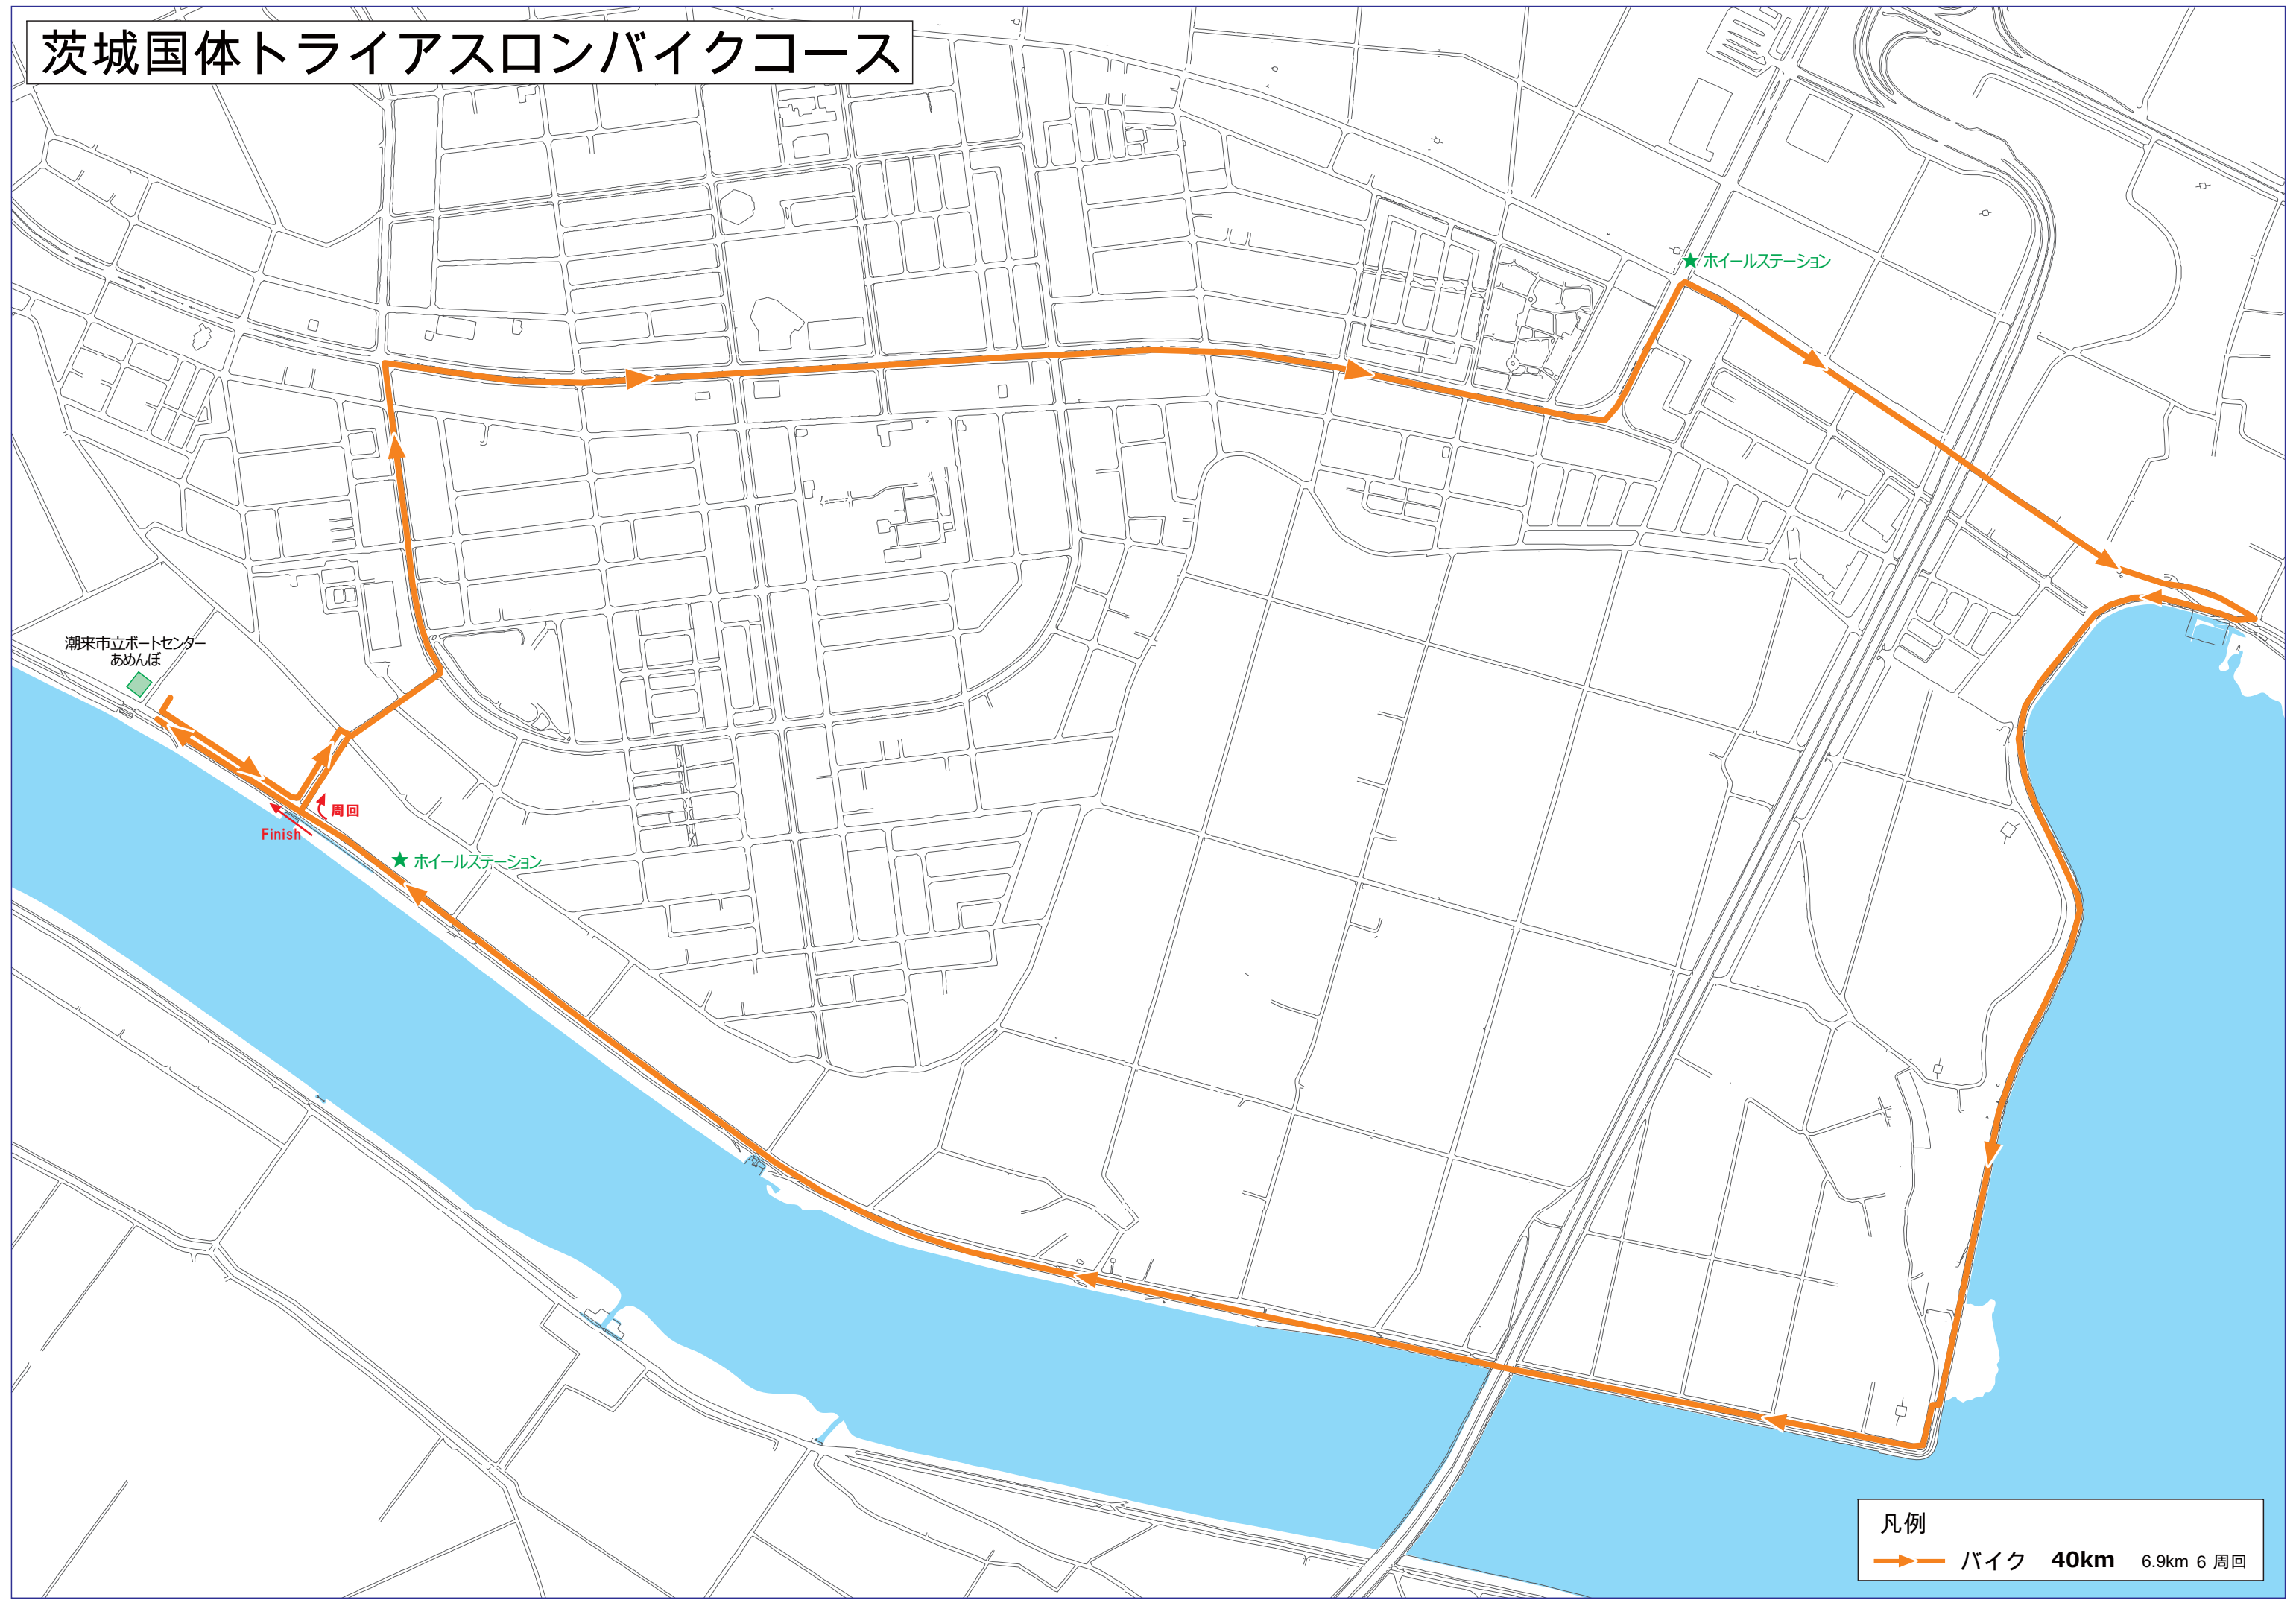 茨城国体トライアスロンバイクコース
★ホイールステーション
潮来市立ボートセンター
あめんぼ
周回
Finish
★ホイールステーション
凡例
バイク 40km 6.9km 6 周回